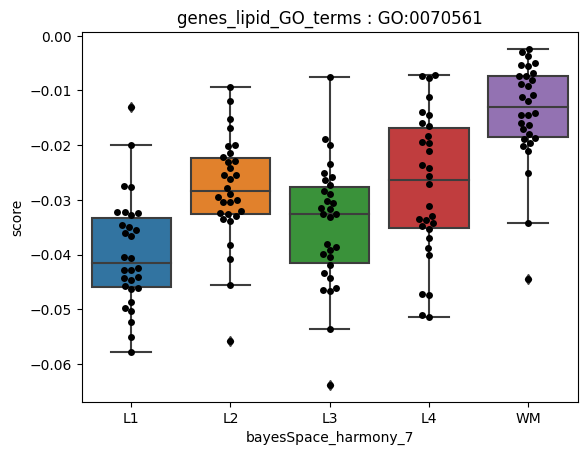 genes_lipid_GO_terms : GO:0070561
0.00
−0.01
−0.02
−0.03
−0.04
−0.05
−0.06
score
L1 L2 L3 L4 WM
bayesSpace_harmony_7